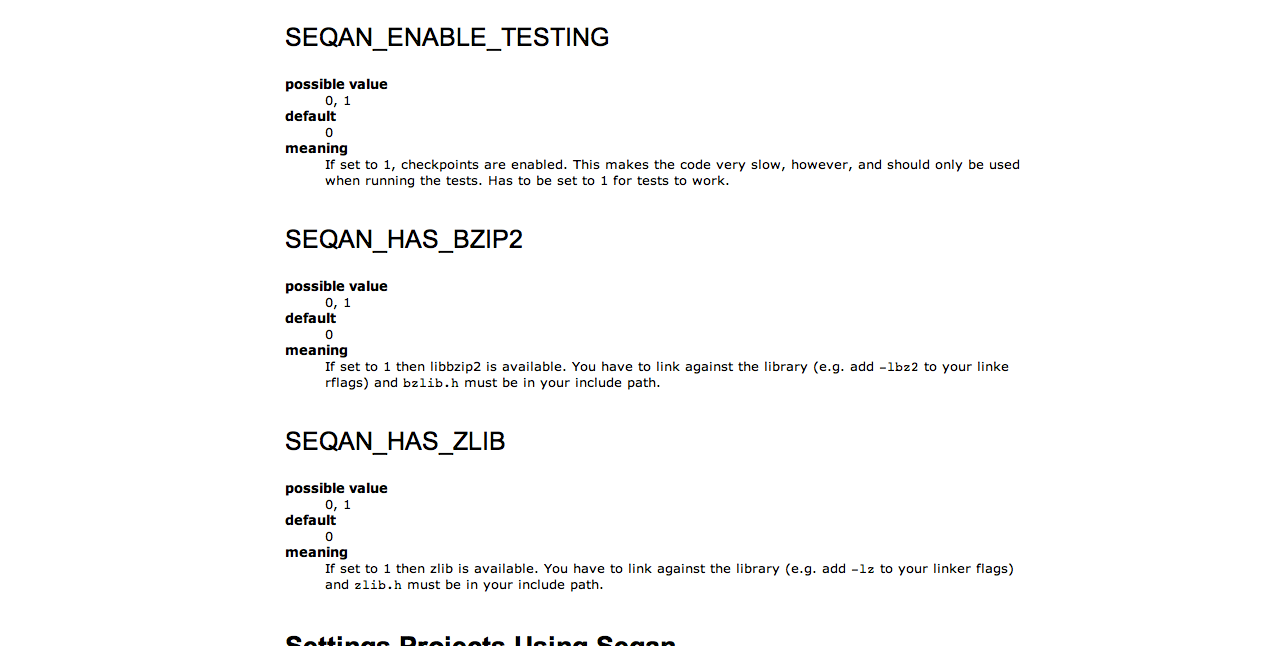 SEQAN_ENABLE_TESTING
possible value
0, 1
default
0
meaning
If set to 1, checkpoints are enabled. This makes the code very slow, however, and should only be used
when running the tests. Has to be set to 1 for tests to work.
SEQAN_HAS_BZIP2
possible value
0, 1
default
0
meaning
If set to 1 then libbzip2 is available. You have to link against the library (e.g. add -lbz2 to your linke
rflags) and bzlib.h must be in your include path.
SEQAN_HAS_ZLIB
possible value
0, 1
default
0
meaning
If set to 1 then zlib is available. You have to link against the library (e.g. add -lz to your linker flags)
and zlib.h must be in your include path.
Settings Projects Using Seqan